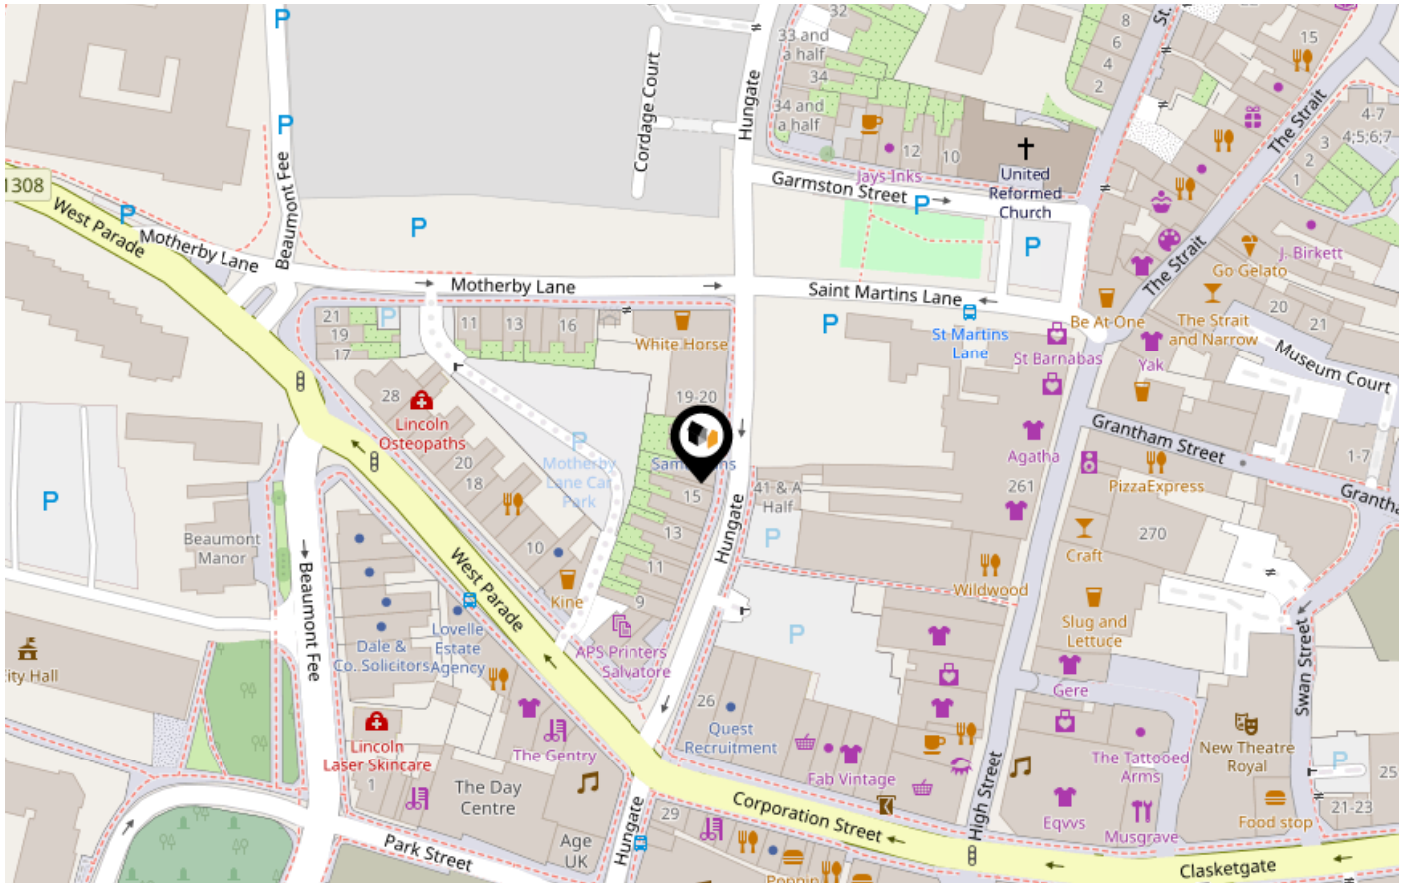 32
33 and
a half
34
34 and
a half
Cordage Court
Hungate
Beaumont Fee
Jays Inks
12
10
United
Reformed
Church
8
6
4
2
St.
15
The Strait
4-7
4;5;6;7
3
2
1
1308
West Parade
Motherby Lane
Garmston Street
The Strait
J. Birkett
Go Gelato
Motherby Lane
Saint Martins Lane
St Martins
Lane
Be At-One
The Strait
and Narrow
20
21
Museum Court
St Barnabas
Yak
21
19
17
11
13
16
White Horse
19-20
28
Lincoln
Osteopaths
20
18
Motherby
Lane Car
Park
15
13
11
9
10
Kine
Hungate
41 & A
Half
Agatha
261
Grantham Street
PizzaExpress
1-7
Craft
270
Wildwood
Slug and
Lettuce
Gere
Swan Street
Beaumont
Manor
Beaumont Fee
West Parade
Dale &
Co. Solicitors
Lovelle
Estate
Agency
APS Printers
Salvatore
City Hall
26
Quest
Recruitment
The Gentry
Lincoln
Laser Skincare
1
The Day
Centre
Age
UK
Fab Vintage
High Street
The Tattooed
Arms
New Theatre
Royal
Eqvvs
Musgrave
Food stop
25
21-23
Park Street
Hungate
29
Corporation Street
Clasketgate